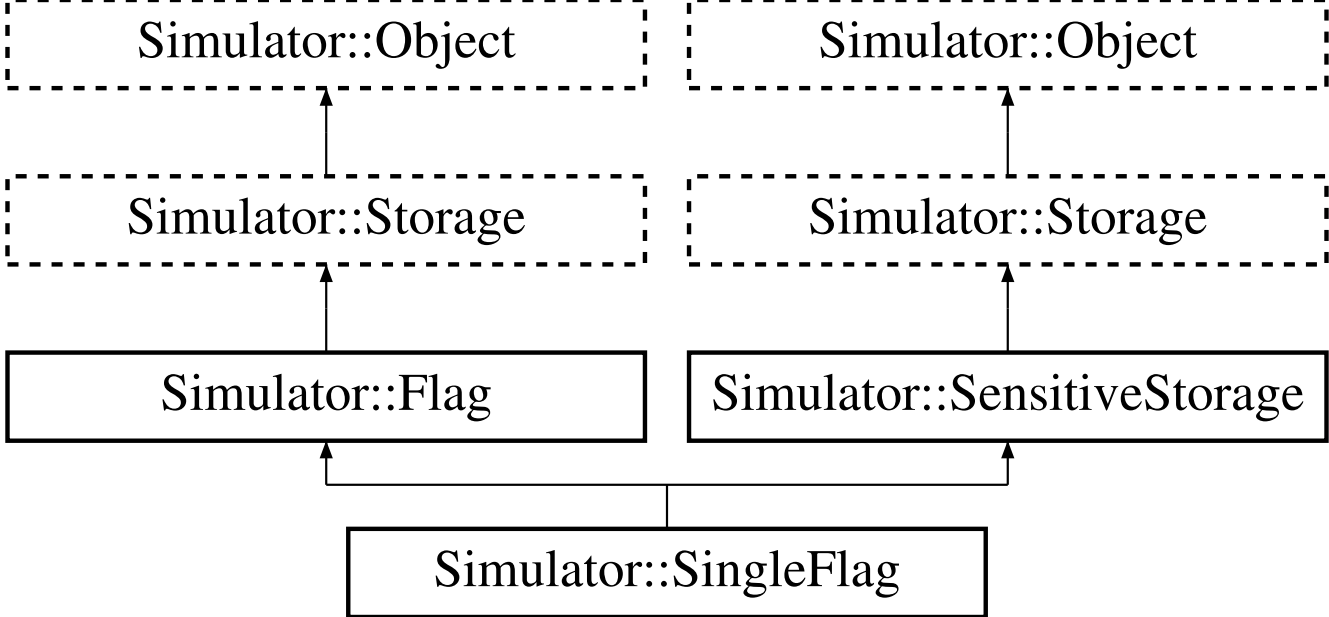 Simulator::Object
Simulator::Object
Simulator::Storage
Simulator::Storage
Simulator::Flag
Simulator::SensitiveStorage
Simulator::SingleFlag